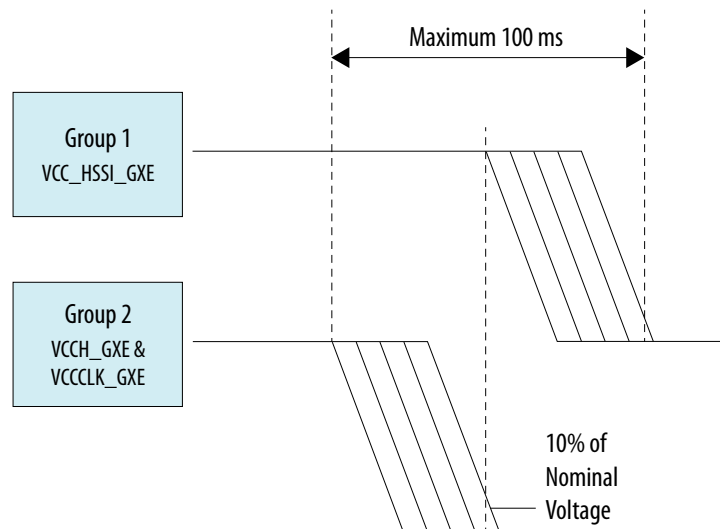 Maximum 100 ms
Group 1
VCC_HSSI_GXE
Group 2
VCCH_GXE &
VCCCLK_GXE
10% of
Nominal
Voltage